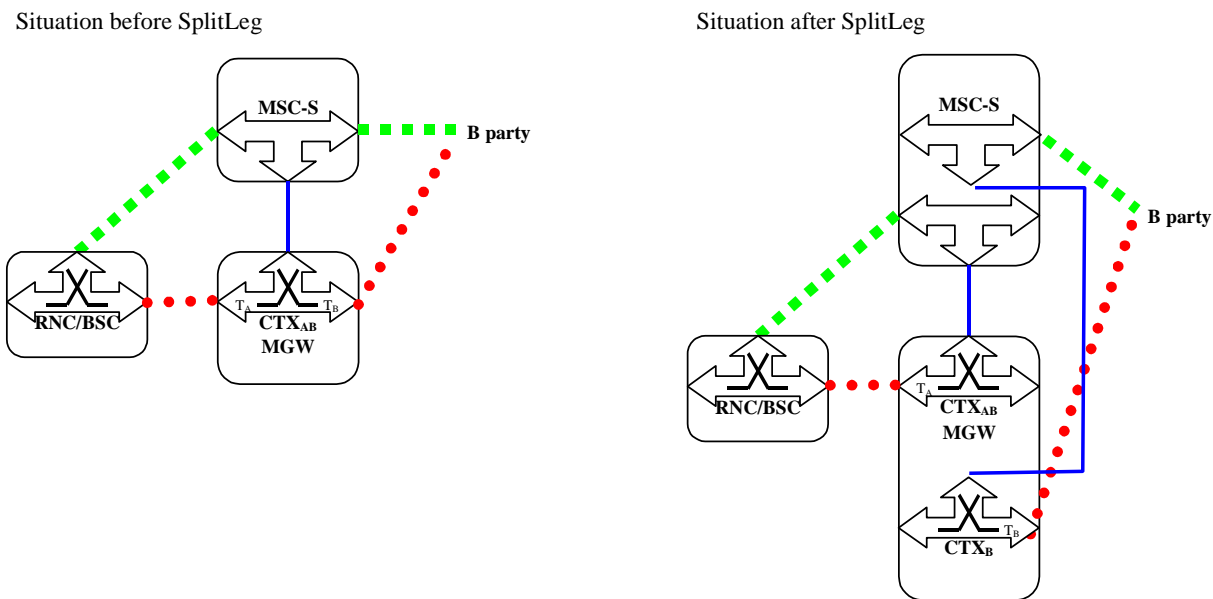 Situation before SplitLeg
MSC-S
B party
RNC/BSC
TA
TB
CTXAB
MGW
Situation after SplitLeg
MSC-S
B party
RNC/BSC
TA
CTXAB
MGW
TB
CTXB